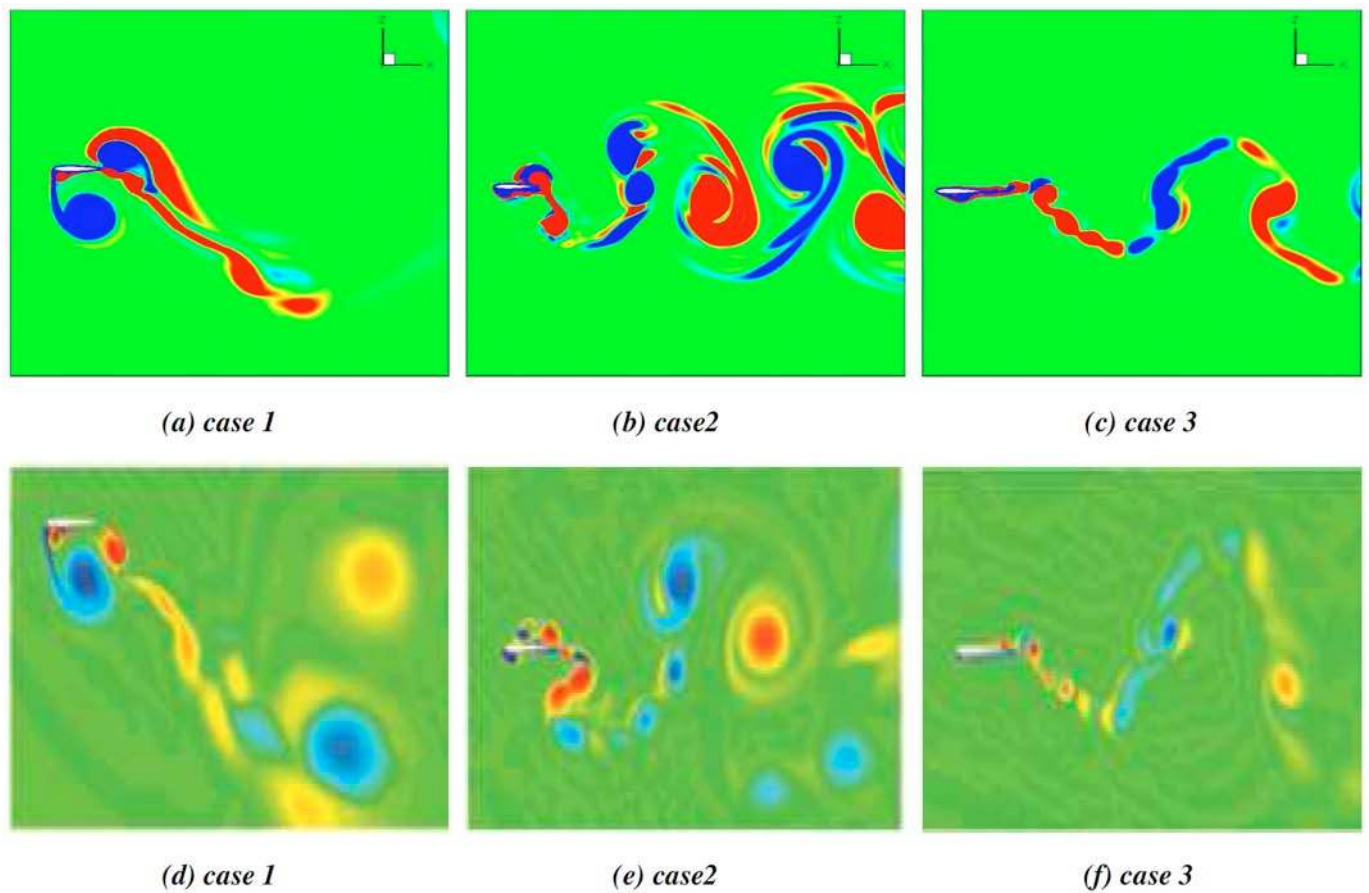 Z
X
Z
X
Z
X
(a) case 1
(b) case2
(c) case 3
(d) case 1
(e) case2
(f) case 3